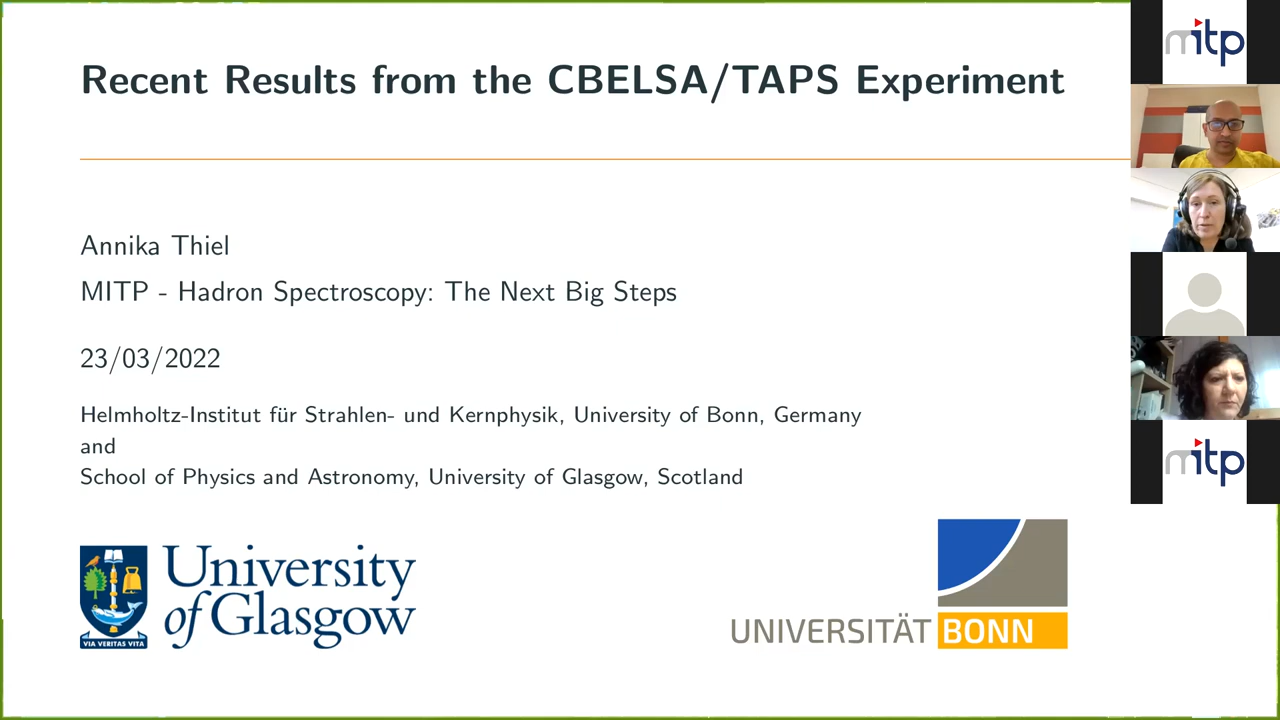 Recent Results from the CBELSA/TAPS Experiment
Annika Thiel
MITP - Hadron Spectroscopy: The Next Big Steps
23/03/2022
Helmholtz-Institut für Strahlen- und Kernphysik, University of Bonn, Germany
and
School of Physics and Astronomy, University of Glasgow, Scotland
University
of Glasgow
VIA VERITAS VITA
UNIVERSITÄT BONN
mitp
mitp